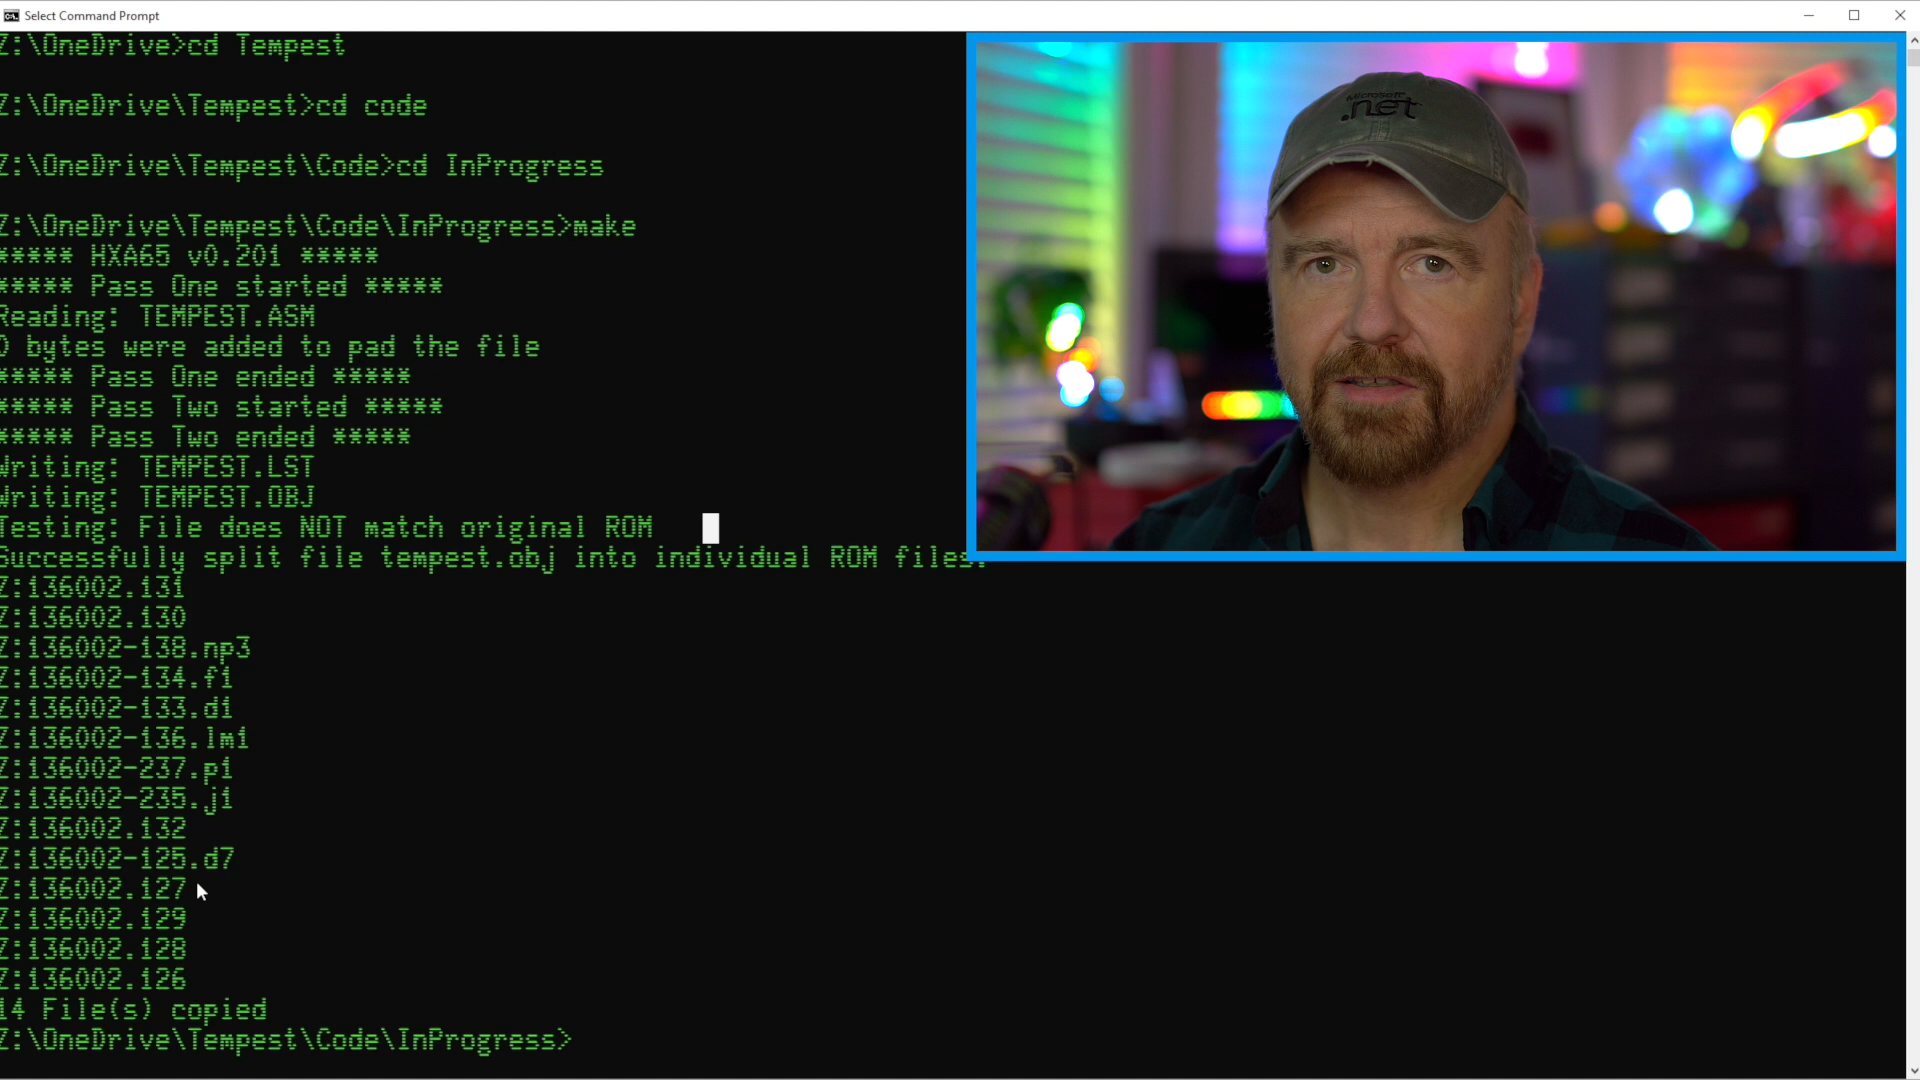 Select Command Prompt
Z:\OneDrive>cd Tempest
Z:\OneDrive\Tempest>cd code
Z:\OneDrive\Tempest\Code>cd InProgress
Z:\OneDrive\Tempest\Code\InProgress>make
***** HXA65 v0.201 *****
***** Pass One started *****
Reading: TEMPEST.ASM
0 bytes were added to pad the file
***** Pass One ended *****
***** Pass Two started *****
***** Pass Two ended *****
Writing: TEMPEST.LST
Writing: TEMPEST.OBJ
Testing: File does NOT match original ROM
Successfully split file tempest.obj into individual ROM files.
Z:136002.131
Z:136002.130
Z:136002-138.np3
Z:136002-134.f1
Z:136002-133.d1
Z:136002-136.lm1
Z:136002-237.p1
Z:136002-235.j1
Z:136002.132
Z:136002-125.d7
Z:136002.127
Z:136002.129
Z:136002.128
Z:136002.126
14 File(s) copied
Z:\OneDrive\Tempest\Code\InProgress>
Microsoft
.net